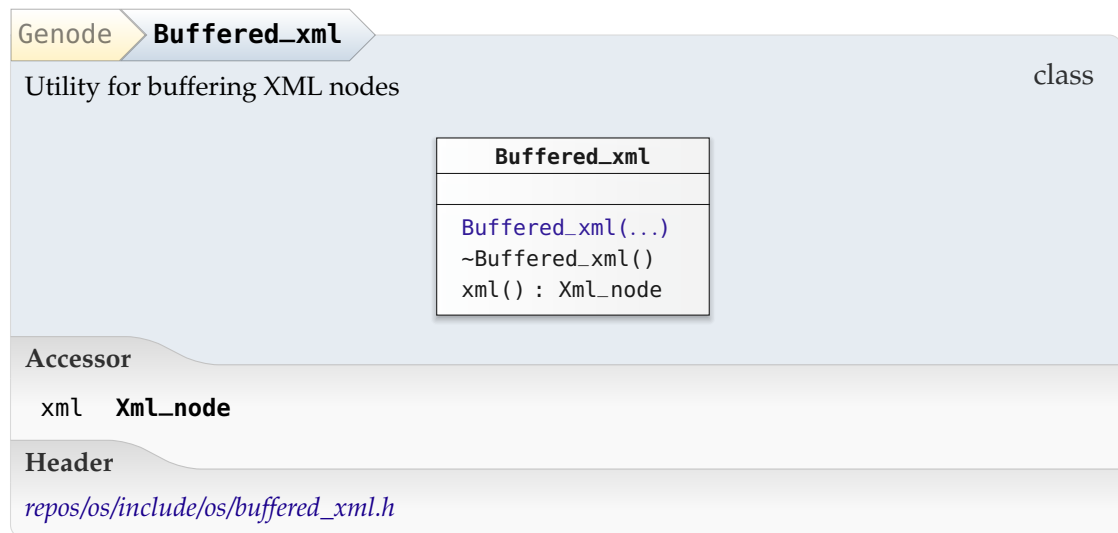 Genode Buffered_xml
Utility for buffering XML nodes
class
Buffered_xml
Buffered_xml(...)
~Buffered_xml()
xml() : Xml_node
Accessor
xml Xml_node
Header
repos/os/include/os/buffered_xml.h